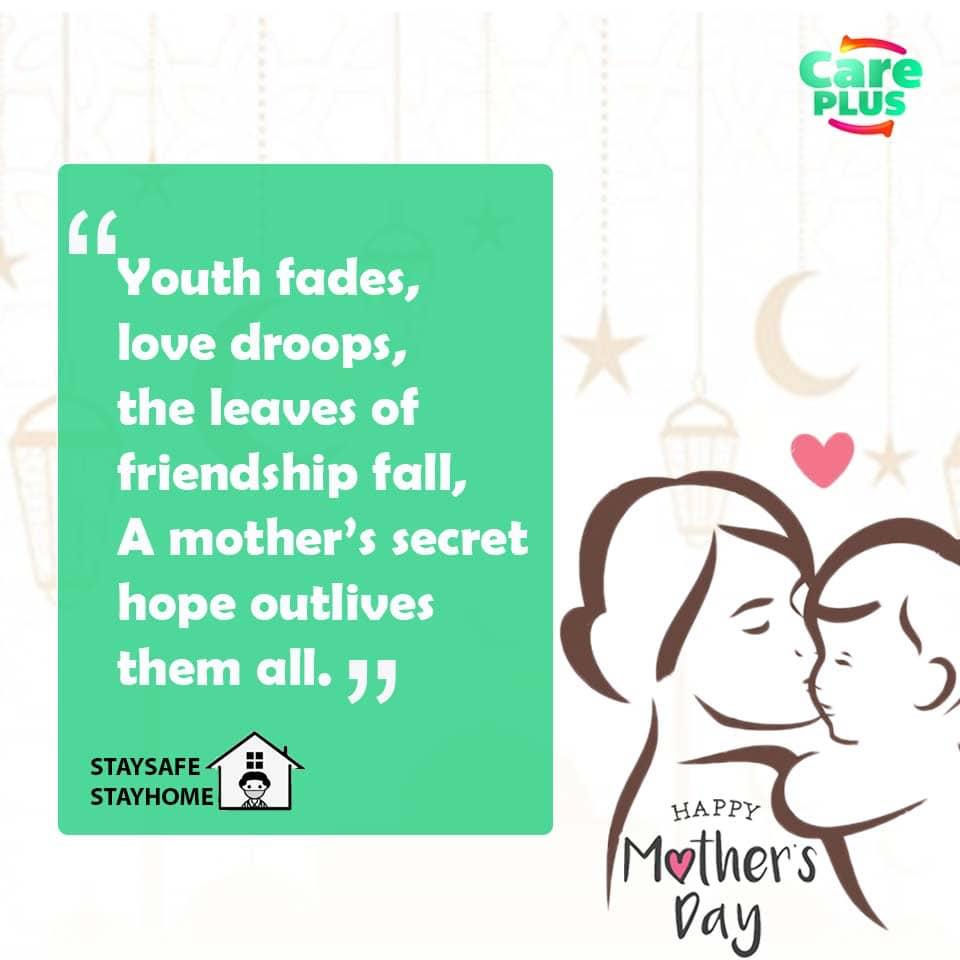 Care
PLUS
“
Youth fades,
love droops,
the leaves of
friendship fall,
A mother’s secret
hope outlives
them all. ”
STAYSAFE
STAYHOME
HAPPY
Mother's
Day